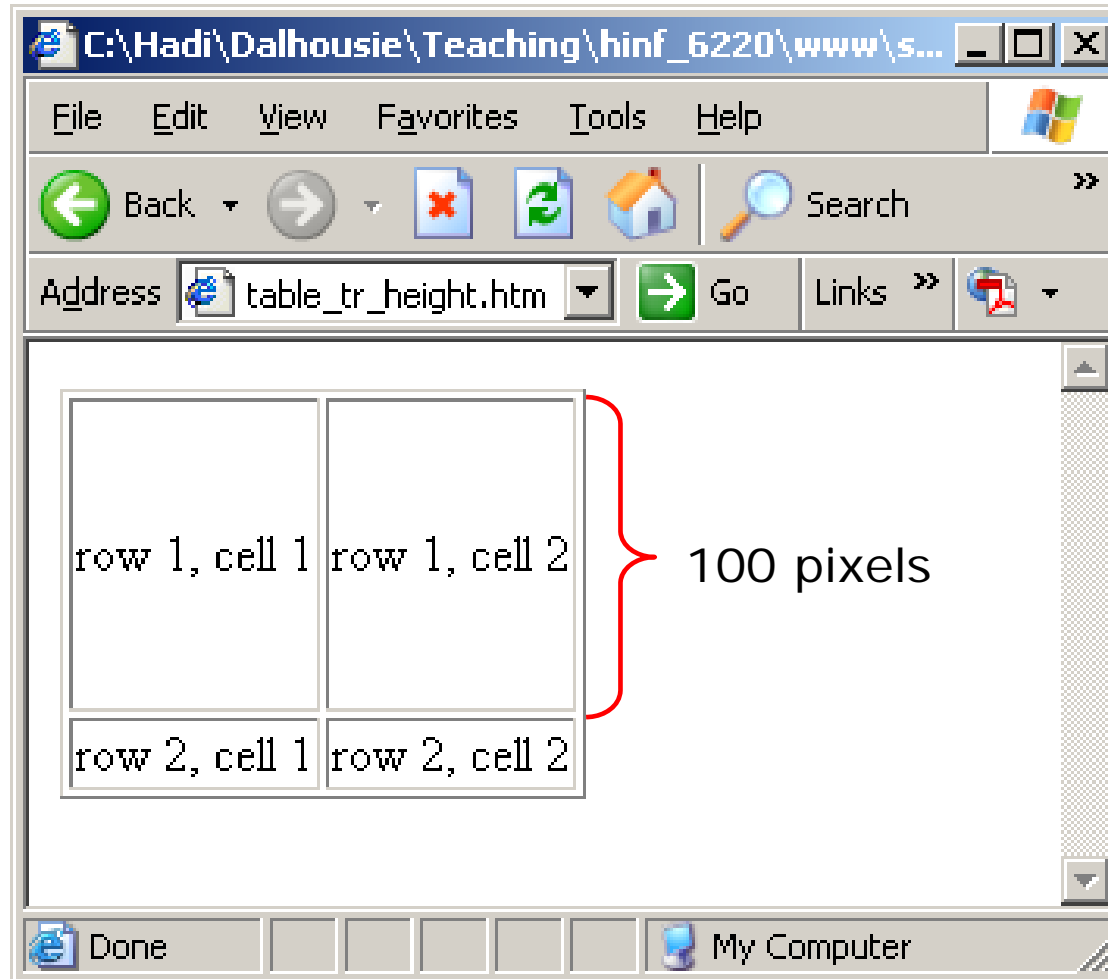 C:\Hadi\Dalhousie\Teaching\hinf_6220\www\s...
File Edit View Favorites Tools Help
Back Search »
Address table_tr_height.htm Go Links »
row 1, cell 1 row 1, cell 2
100 pixels
row 2, cell 1 row 2, cell 2
Done My Computer